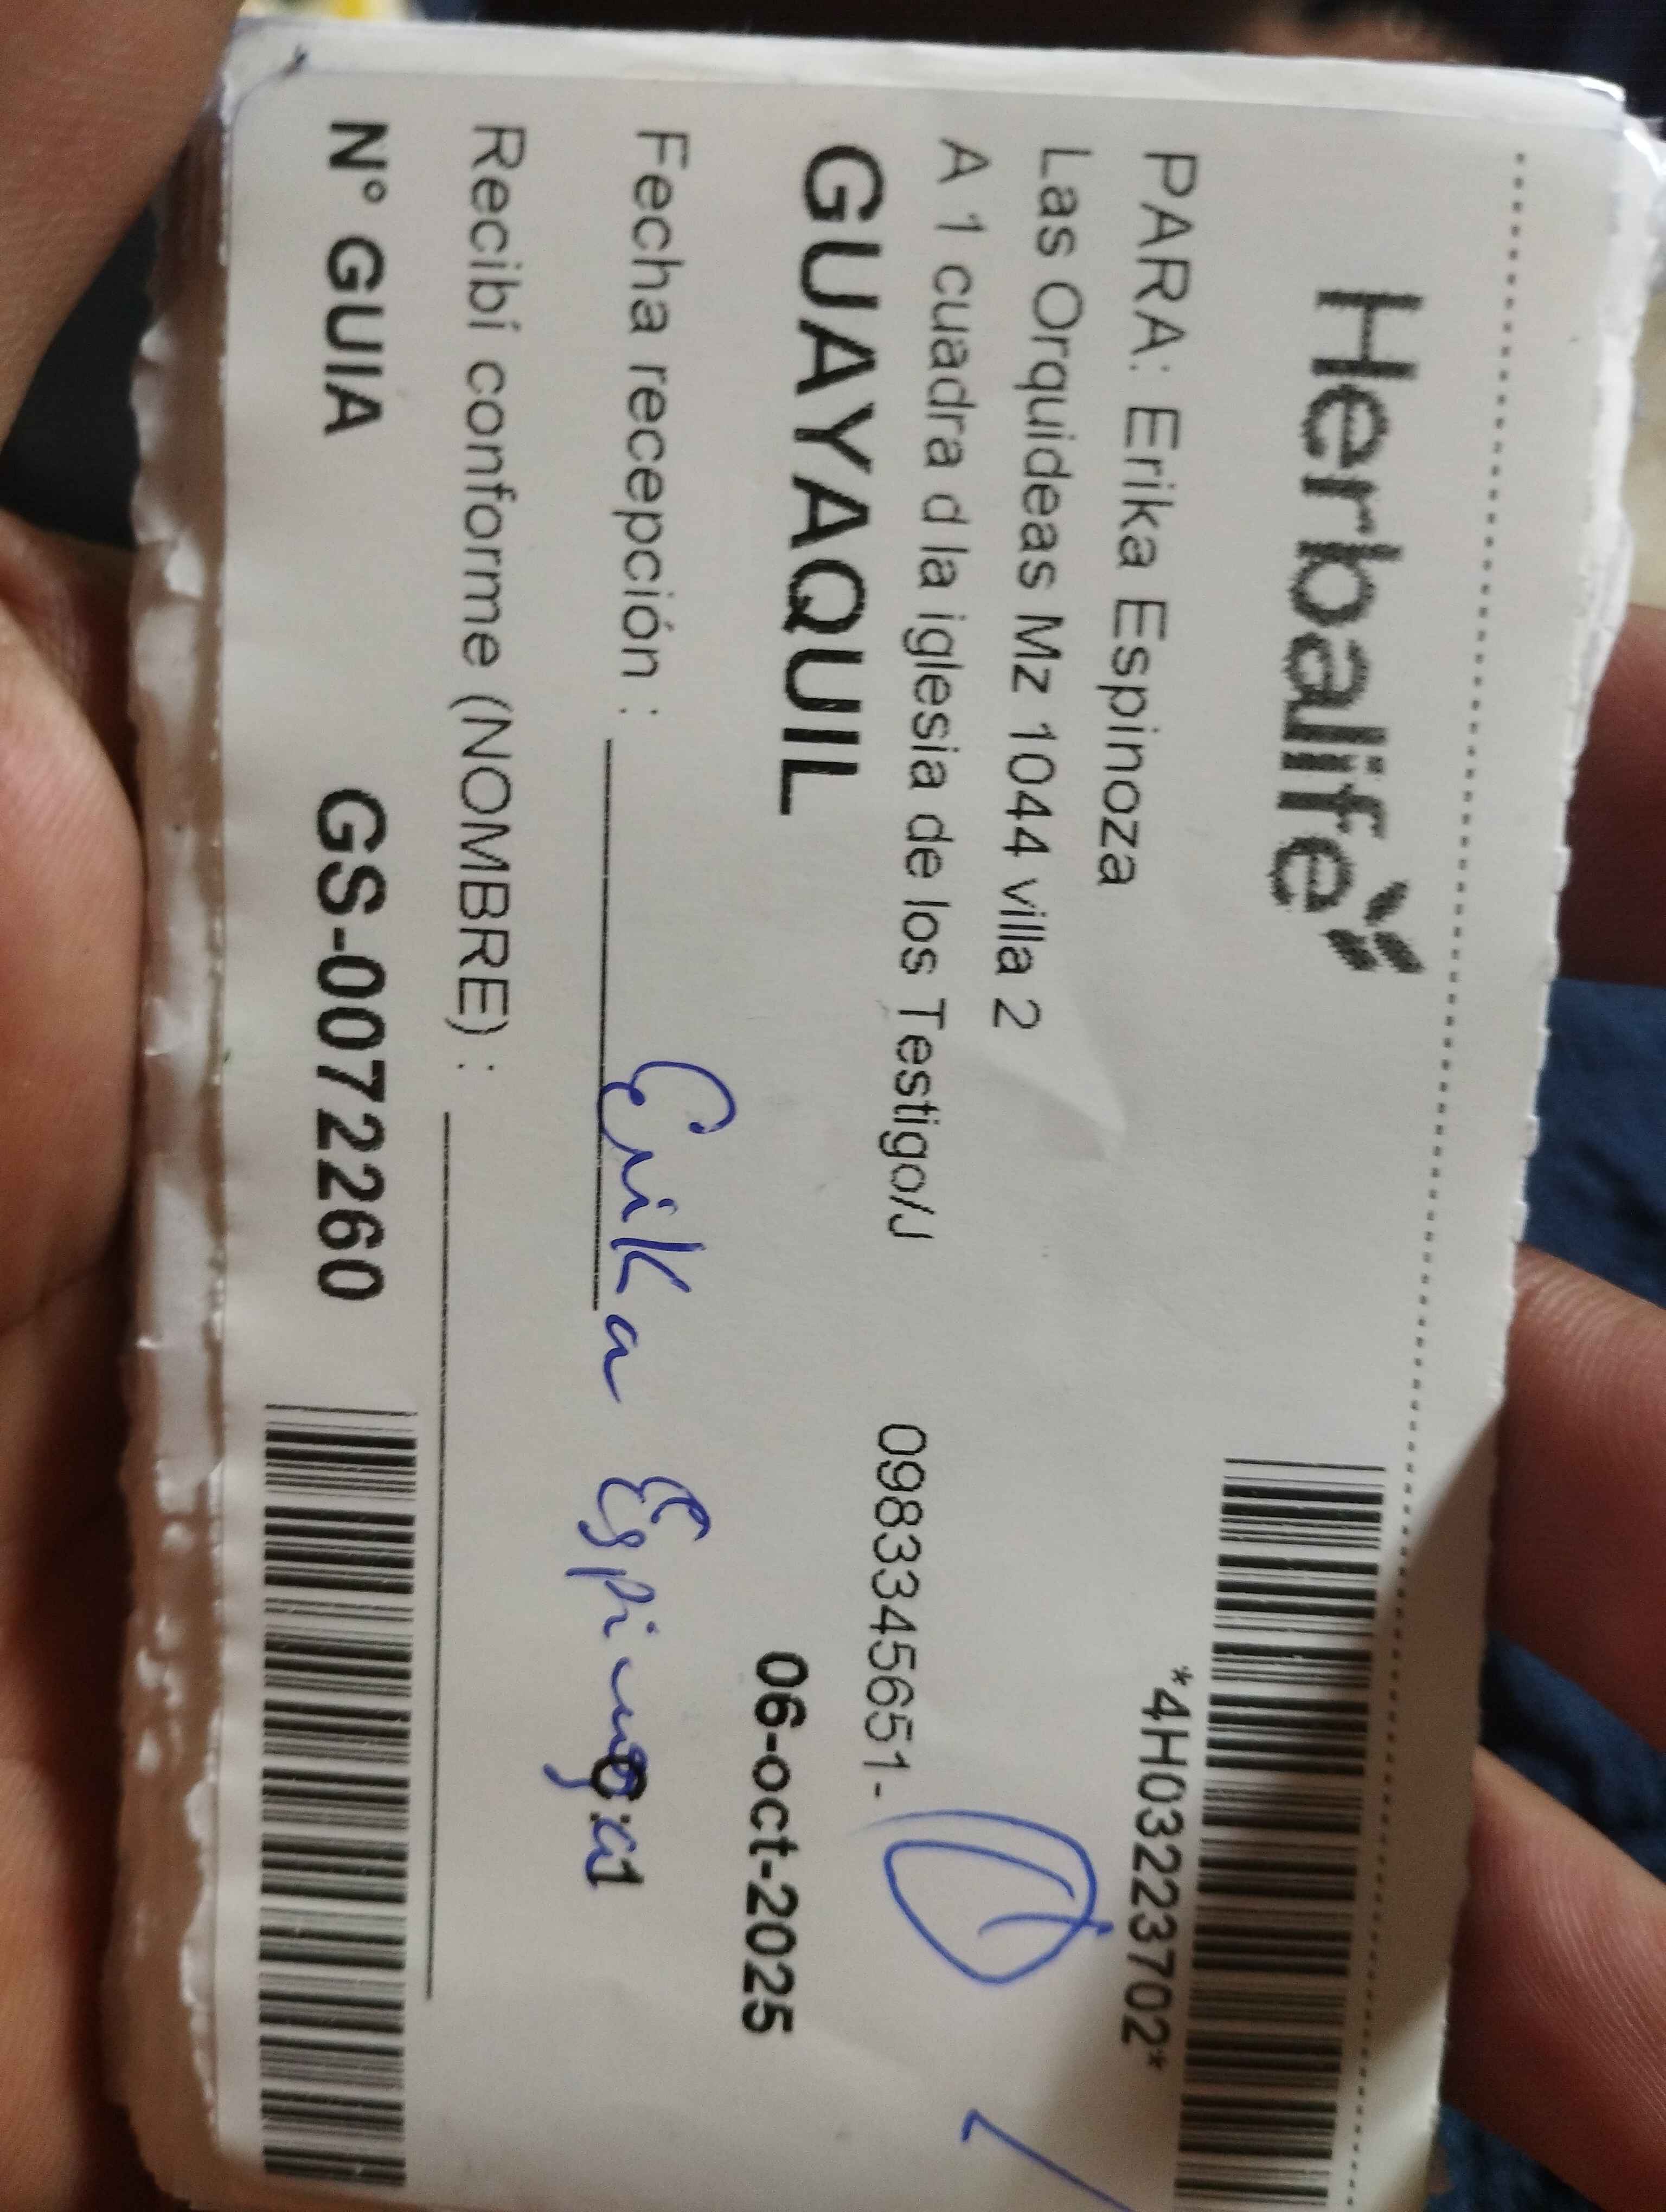 Herbalife
*4H03223702*
PARA: Erika Espinoza
Las Orquideas Mz 1044 villa 2
A 1 cuadra d la iglesia de los Testigo/J 0983345651-
GUAYAQUIL 06-oct-2025
Fecha recepción :
Erika Espinoza
Recibí conforme (NOMBRE) :
N° GUIA GS-0072260